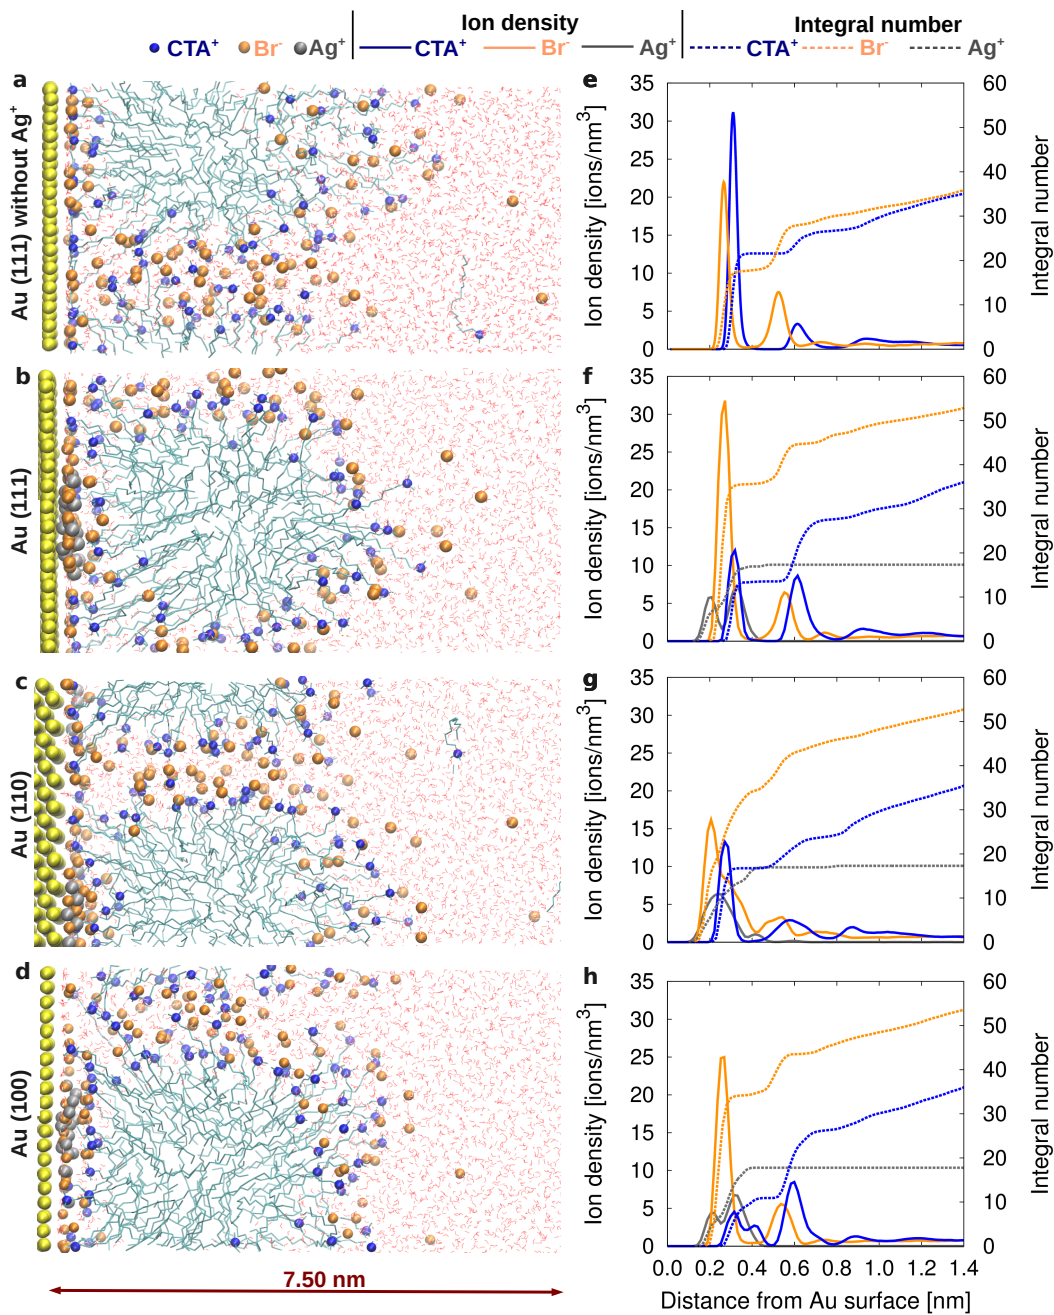 Ion density
Integral number
CTA⁺ Br⁻ Ag⁺ CTA⁺ Br⁻ Ag⁺ CTA⁺ Br⁻ Ag⁺
a
Au (111) without Ag⁺
b
Au (111)
c
Au (110)
d
Au (100)
7.50 nm
e
35
30
25
20
15
10
5
0
Ion density [ions/nm³]
60
50
40
30
20
10
0
Integral number
f
35
30
25
20
15
10
5
0
Ion density [ions/nm³]
60
50
40
30
20
10
0
Integral number
g
35
30
25
20
15
10
5
0
Ion density [ions/nm³]
60
50
40
30
20
10
0
Integral number
h
35
30
25
20
15
10
5
0
Ion density [ions/nm³]
60
50
40
30
20
10
0
Integral number
0.0 0.2 0.4 0.6 0.8 1.0 1.2 1.4
Distance from Au surface [nm]